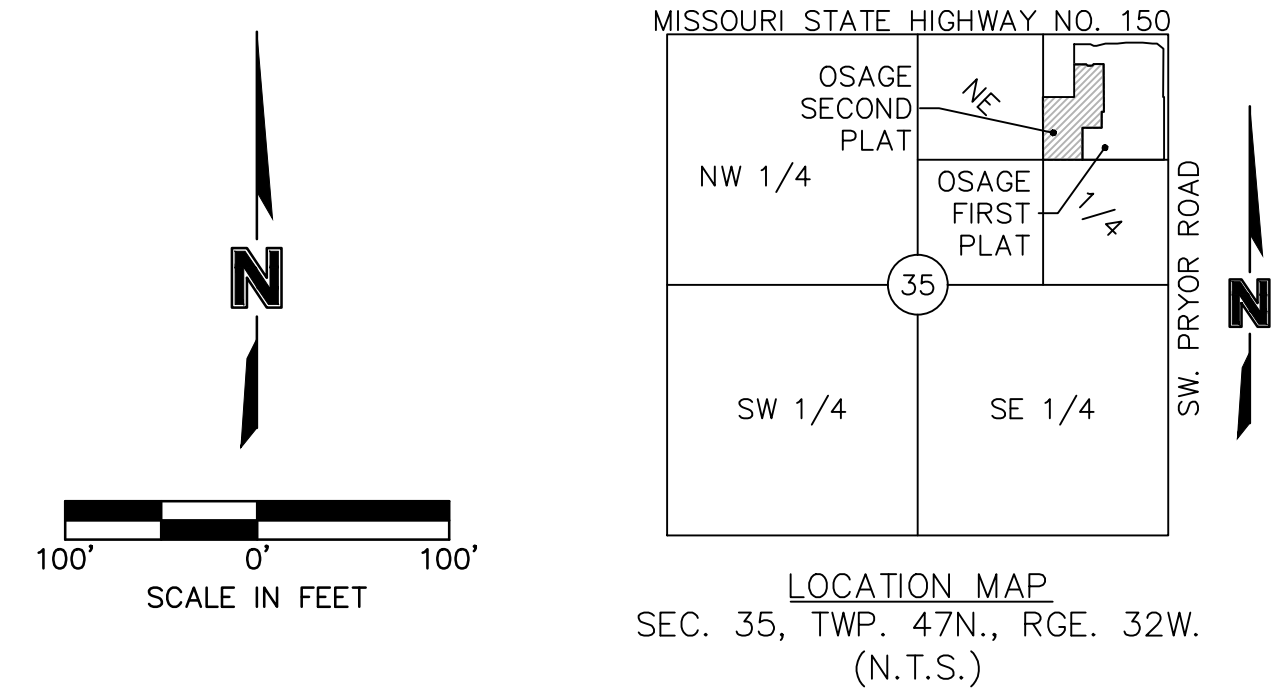 N
100' 0' 100'
SCALE IN FEET
MISSOURI STATE HIGHWAY NO. 150
OSAGE
SECOND
PLAT
NE
NW 1/4
OSAGE
FIRST
PLAT
1/4
35
SW 1/4
SE 1/4
SW. PRYOR ROAD
N
LOCATION MAP
SEC. 35, TWP. 47N., RGE. 32W.
(N.T.S.)